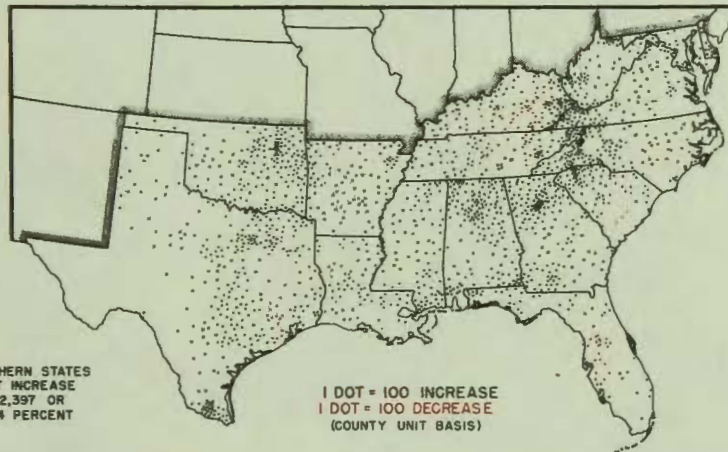 HERN STATES
INCREASE
2,397 OR
4 PERCENT
1 DOT = 100 INCREASE
1 DOT = 100 DECREASE
(COUNTY UNIT BASIS)